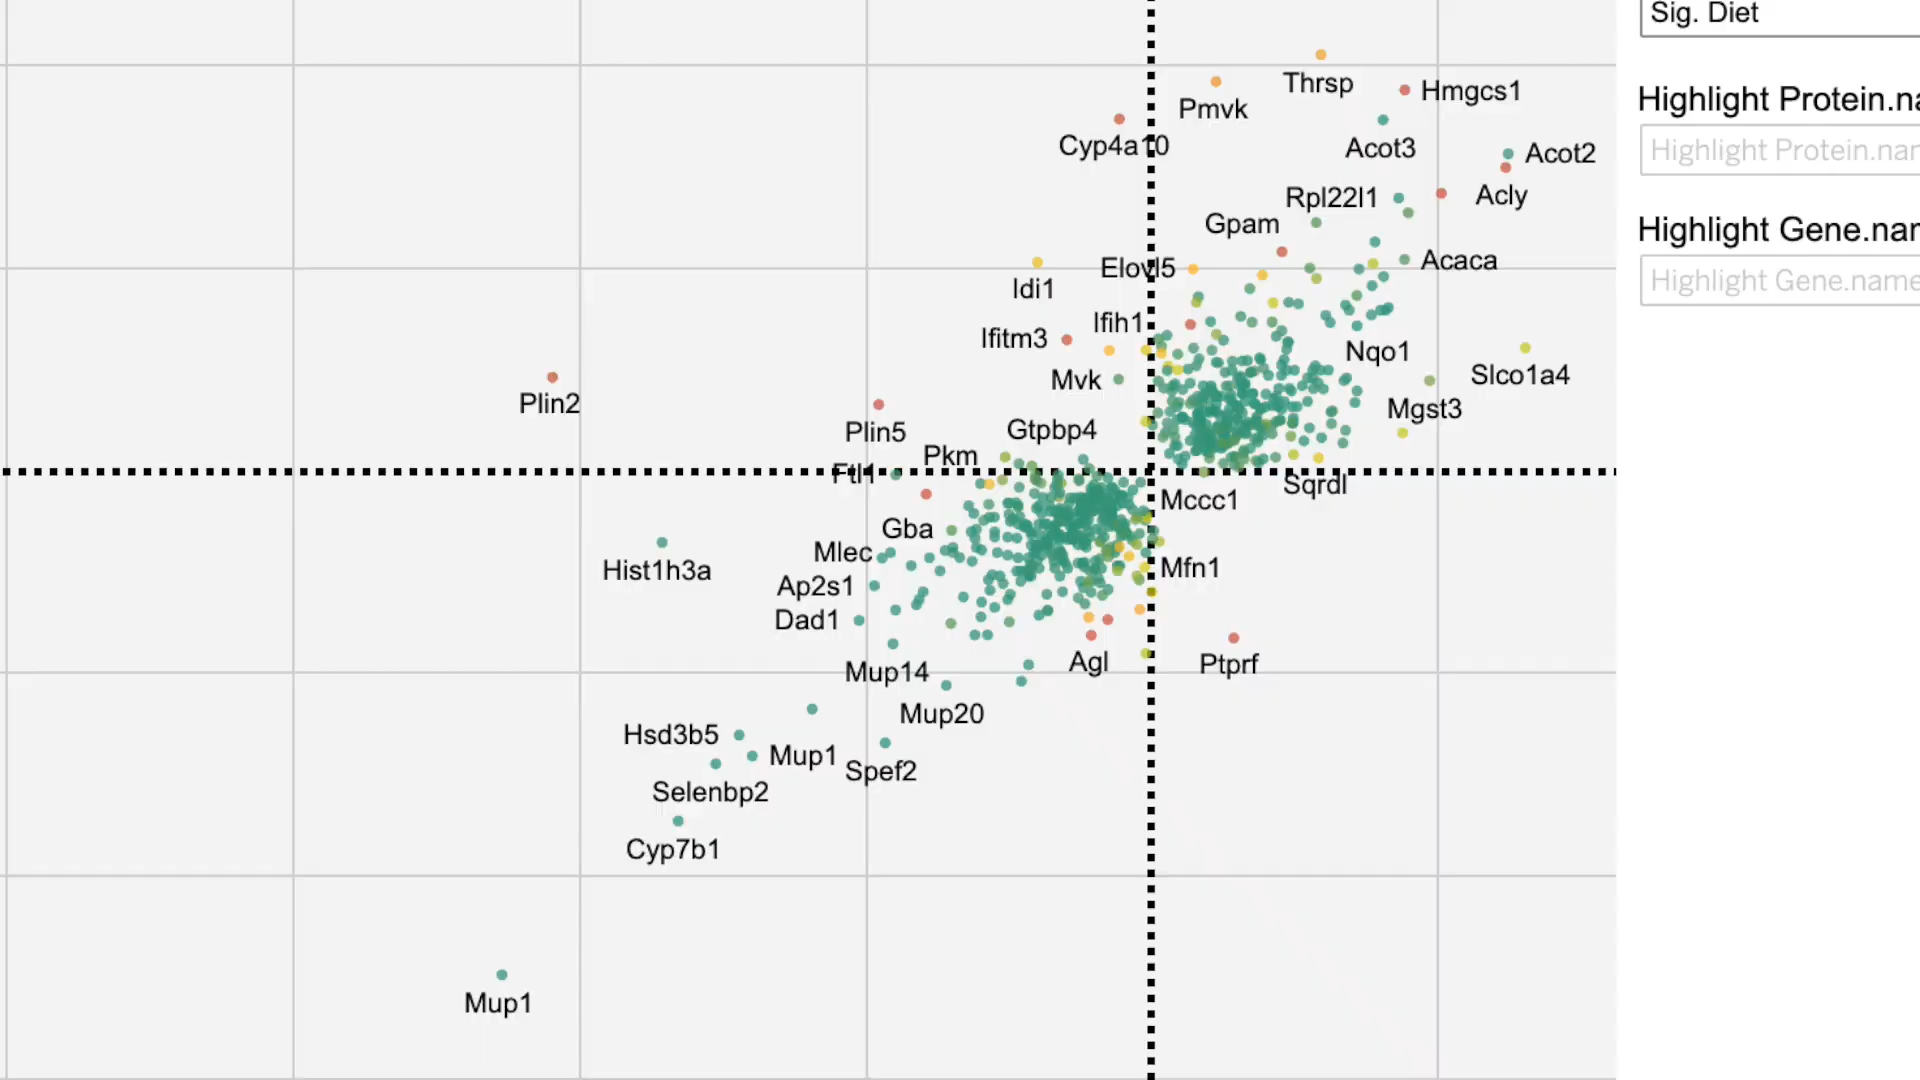 Sig. Diet
Thrsp
Hmgcs1
Highlight Protein.na
Pmvk
Cyp4a10
Acot3
Acot2
Highlight Protein.nar
Rpl22l1
Acly
Gpam
Highlight Gene.nar
Elovl5
Acaca
Idi1
Highlight Gene.name
Ifih1
Ifitm3
Nqo1
Mvk
Slco1a4
Plin2
Mgst3
Plin5
Gtpbp4
Pkm
Ftl1
Sqrdl
Mccc1
Gba
Mlec
Hist1h3a
Mfn1
Ap2s1
Dad1
Agl
Ptprf
Mup14
Mup20
Hsd3b5
Mup1
Spef2
Selenbp2
Cyp7b1
Mup1